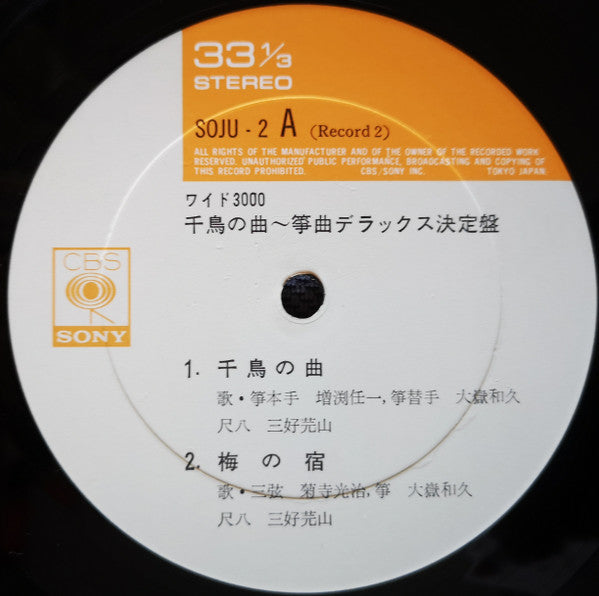 33⅓
STEREO
SOJU - 2 A (Record 2)
ALL RIGHTS OF THE MANUFACTURER AND OF THE OWNER OF THE RECORDED WORK
RESERVED. UNAUTHORIZED PUBLIC PERFORMANCE, BROADCASTING AND COPYING OF
THIS RECORD PROHIBITED. CBS/SONY INC. TOKYO JAPAN.
ワイド3000
千鳥の曲〜箏曲デラックス決定盤
CBS
SONY
1. 千鳥の曲
歌・箏本手 増渕任一,箏替手 大嶽和久
尺八 三好芫山
2. 梅の宿
歌・三弦 菊寺光治,箏 大嶽和久
尺八 三好芫山